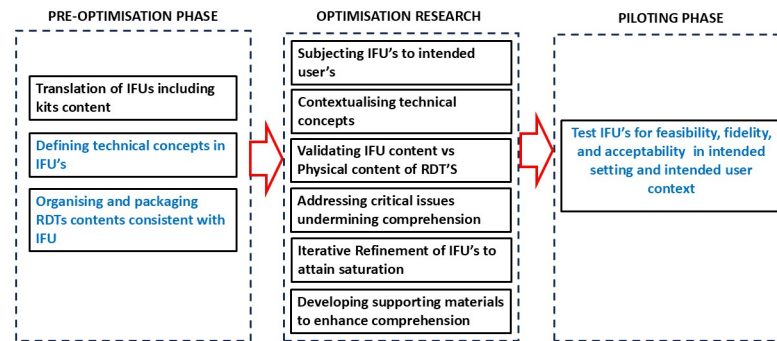 PRE-OPTIMISATION PHASE
Translation of IFUs including
kits content
Defining technical concepts in
IFU's
Organising and packaging
RDTs contents consistent with
IFU
OPTIMISATION RESEARCH
Subjecting IFU's to intended
user's
Contextualising technical
concepts
Validating IFU content vs
Physical content of RDT'S
Addressing critical issues
undermining comprehension
Iterative Refinement of IFU's to
attain saturation
Developing supporting materials
to enhance comprehension
PILOTING PHASE
Test IFU's for feasibility, fidelity,
and acceptability in intended
setting and intended user
context